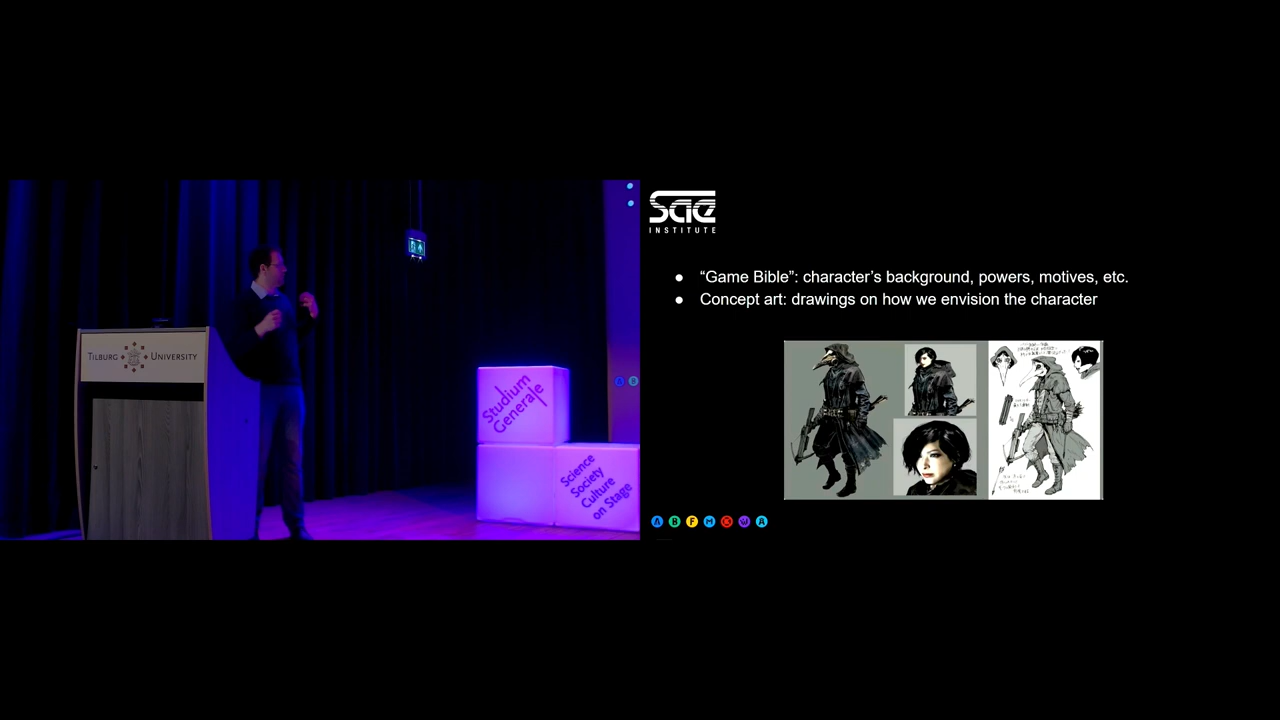 TILBURG UNIVERSITY
Studium
Generale
Science
Society
Culture
on Stage
A B
sae
INSTITUTE
● “Game Bible”: character’s background, powers, motives, etc.
● Concept art: drawings on how we envision the character
A B F M C W A